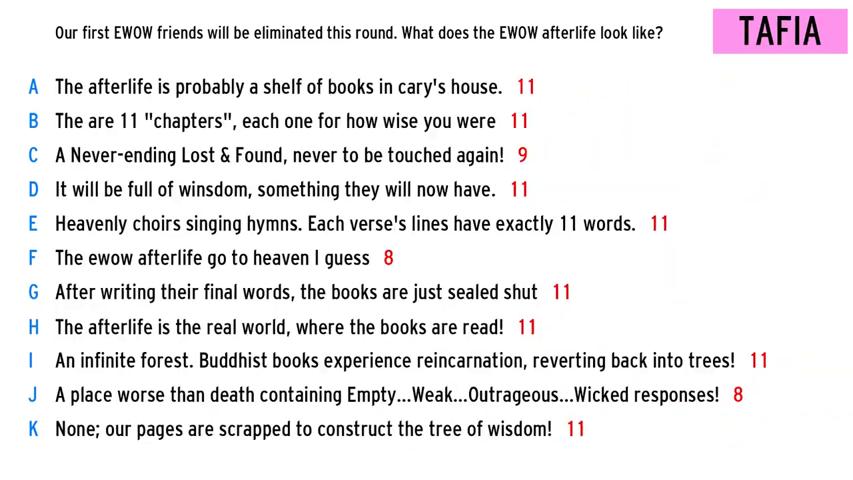 Our first EWOW friends will be eliminated this round. What does the EWOW afterlife look like?
TAFIA
A The afterlife is probably a shelf of books in cary's house. 11
B The are 11 "chapters", each one for how wise you were 11
C A Never-ending Lost & Found, never to be touched again! 9
D It will be full of winsdom, something they will now have. 11
E Heavenly choirs singing hymns. Each verse's lines have exactly 11 words. 11
F The ewow afterlife go to heaven I guess 8
G After writing their final words, the books are just sealed shut 11
H The afterlife is the real world, where the books are read! 11
I An infinite forest. Buddhist books experience reincarnation, reverting back into trees! 11
J A place worse than death containing Empty...Weak...Outrageous...Wicked responses! 8
K None; our pages are scrapped to construct the tree of wisdom! 11